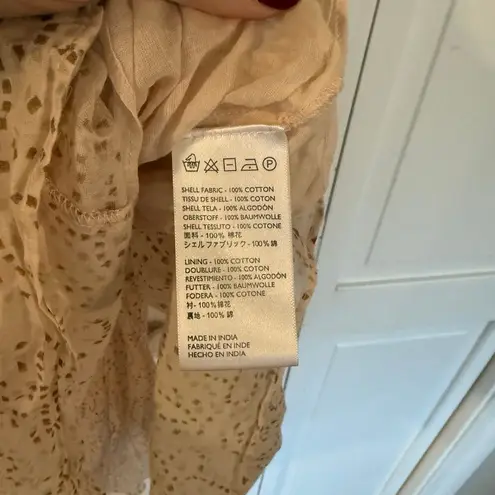 SHELL FABRIC - 100% COTTON
TISSU DE SHELL - 100% COTON
SHELL TELA - 100% ALGODÓN
OBERSTOFF - 100% BAUMWOLLE
SHELL TESSUTO - 100% COTONE
面料 - 100% 棉花
シェルファブリック - 100% 綿
LINING - 100% COTTON
DOUBLURE - 100% COTON
REVESTIMIENTO - 100% ALGODÓN
FUTTER - 100% BAUMWOLLE
FODERA - 100% COTONE
衬 - 100% 棉花
裏地 - 100% 綿
MADE IN INDIA
FABRIQUÉ EN INDE
HECHO EN INDIA